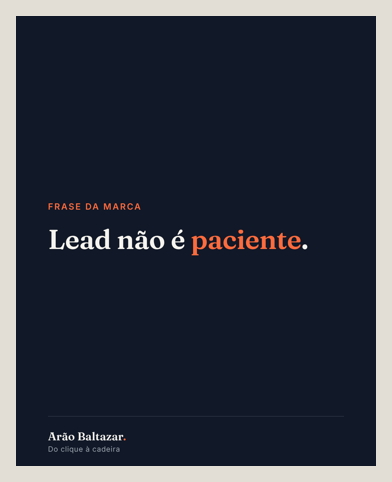 FRASE DA MARCA
Lead não é paciente.
Arão Baltazar.
Do clique à cadeira